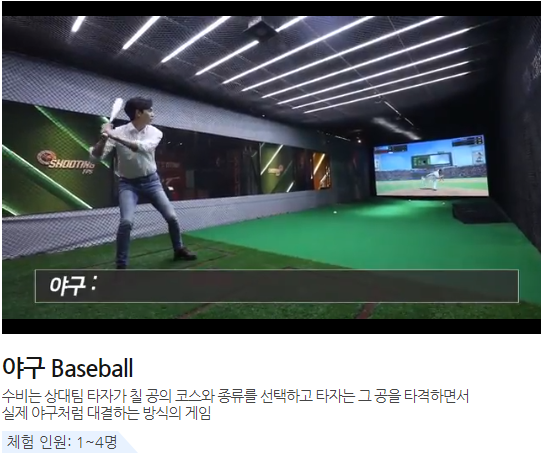 SHOOTING
야구 :
야구 Baseball
수비는 상대팀 타자가 칠 공의 코스와 종류를 선택하고 타자는 그 공을 타격하면서
실제 야구처럼 대결하는 방식의 게임
체험 인원: 1~4명